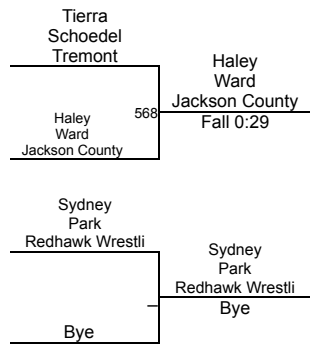 Tierra
Schoedel
Tremont
Haley
Ward
Jackson County
568
Haley
Ward
Jackson County
Fall 0:29
Sydney
Park
Redhawk Wrestli
Bye
Sydney
Park
Redhawk Wrestli
Bye